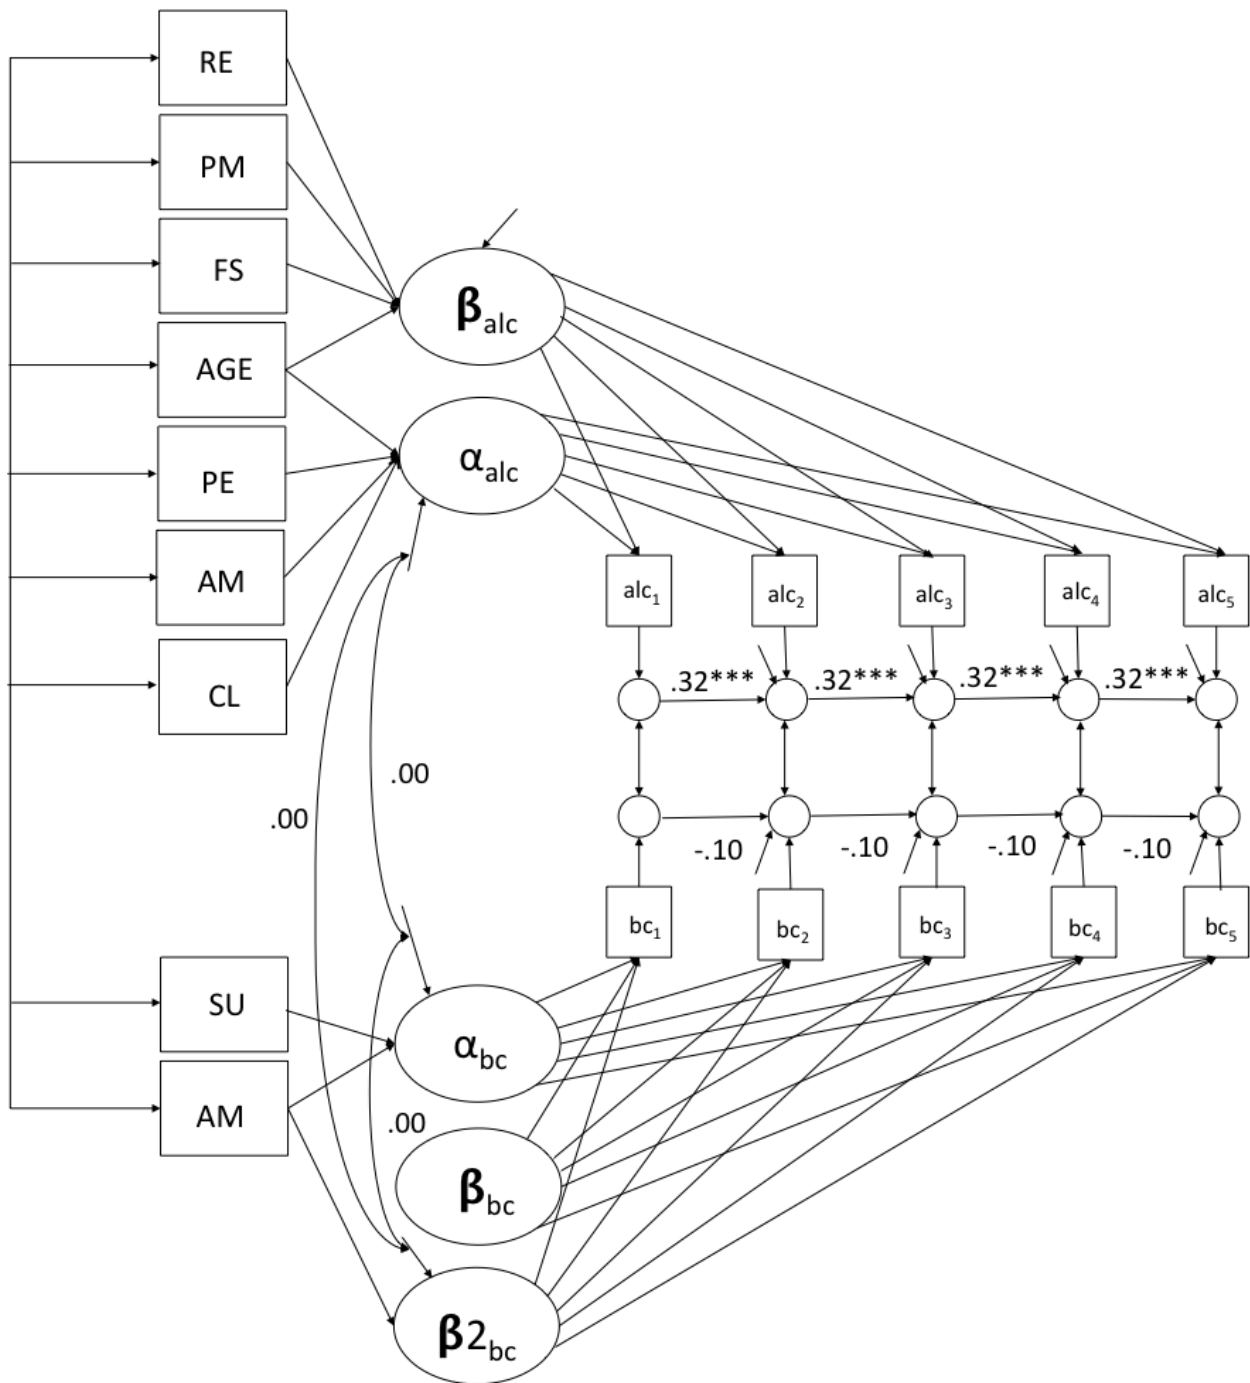 RE
PM
FS
AGE
PE
AM
CL
SU
AM
βalc
αalc
alc1
alc2
alc3
alc4
alc5
.32***
.32***
.32***
.32***
.00
.00
-.10
-.10
-.10
-.10
bc1
bc2
bc3
bc4
bc5
αbc
.00
βbc
β2bc